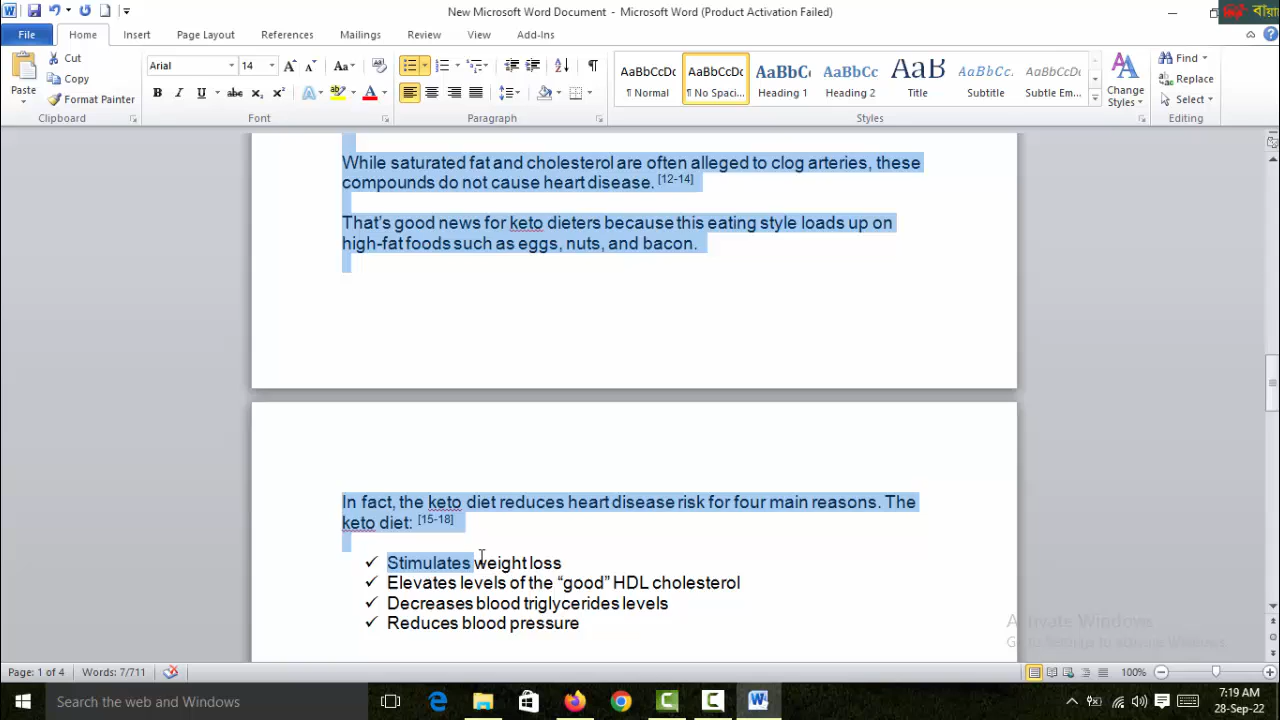 New Microsoft Word Document - Microsoft Word (Product Activation Failed)
File Home Insert Page Layout References Mailings Review View Add-Ins
Paste
Cut
Copy
Format Painter
Clipboard
Arial 14
Font
Paragraph
AaBbCcDc AaBbCcDc AaBbCc AaBbCc AaB AaBbCc. AaBbCcDc
¶ Normal ¶ No Spaci... Heading 1 Heading 2 Title Subtitle Subtle Em...
Change Styles
Styles
Find
Replace
Select
Editing
While saturated fat and cholesterol are often alleged to clog arteries, these
compounds do not cause heart disease. [12-14]
That's good news for keto dieters because this eating style loads up on
high-fat foods such as eggs, nuts, and bacon.
In fact, the keto diet reduces heart disease risk for four main reasons. The
keto diet: [15-18]
✓ Stimulates weight loss
✓ Elevates levels of the “good” HDL cholesterol
✓ Decreases blood triglycerides levels
✓ Reduces blood pressure
Activate Windows
Go to Settings to activate Windows.
Page: 1 of 4 Words: 7/711 100%
Search the web and Windows
7:19 AM
28-Sep-22